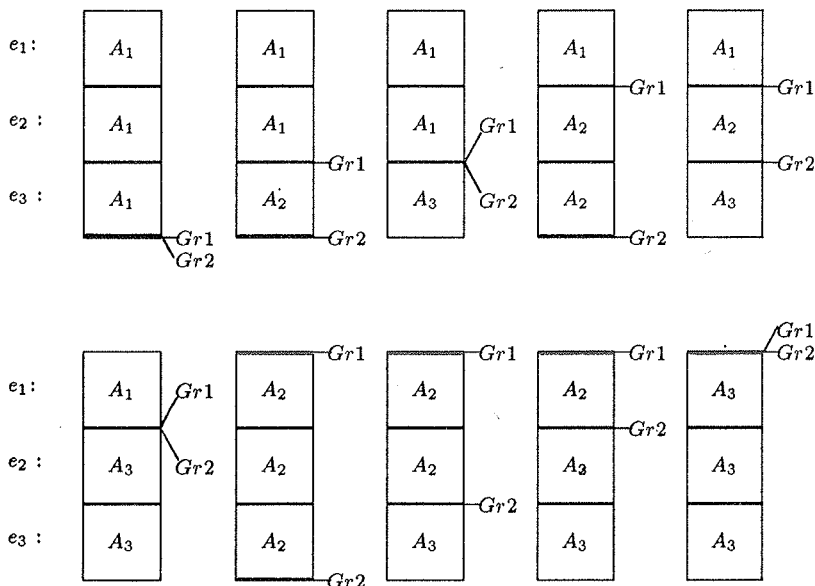 e₁: A₁ A₁ A₁ A₁ A₁
Gr1 Gr1
e₂ : A₁ A₁ A₁ Gr1 A₂ A₂
Gr1 Gr2
e₃ : A₁ A₂ A₃ Gr2 A₂ A₃
Gr1 Gr2 Gr2
Gr2
Gr1
Gr1 Gr1 Gr1 Gr2
e₁: A₁ Gr1 A₂ A₂ A₂ A₃
Gr2
e₂ : A₃ Gr2 A₂ A₂ A₃ A₃
Gr2
e₃ : A₃ A₂ A₃ A₃ A₃
Gr2